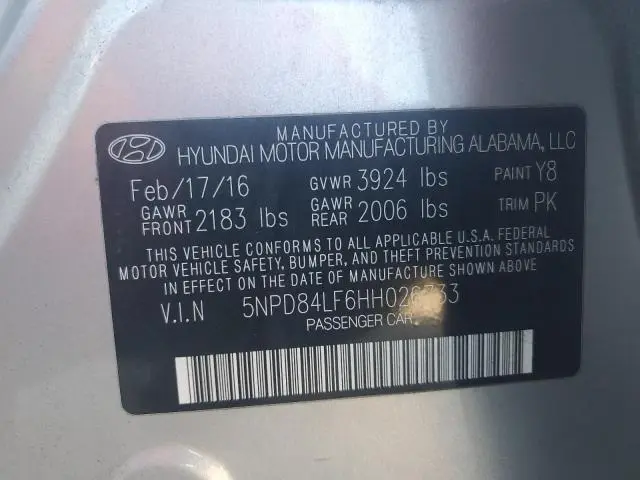 MANUFACTURED BY
HYUNDAI MOTOR MANUFACTURING ALABAMA, LLC
Feb/17/16 GVWR 3924 lbs PAINT Y8
GAWR FRONT 2183 lbs GAWR REAR 2006 lbs TRIM PK
THIS VEHICLE CONFORMS TO ALL APPLICABLE U.S.A. FEDERAL
MOTOR VEHICLE SAFETY, BUMPER, AND THEFT PREVENTION STANDARDS
IN EFFECT ON THE DATE OF MANUFACTURE SHOWN ABOVE
V.I.N
PASSENGER CAR